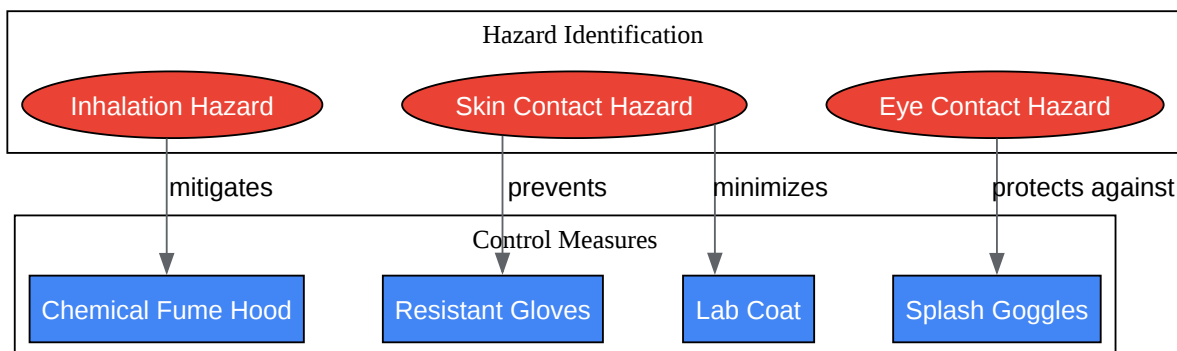 Hazard Identification
Inhalation Hazard
Skin Contact Hazard
Eye Contact Hazard
mitigates
prevents
minimizes
protects against
Control Measures
Chemical Fume Hood
Resistant Gloves
Lab Coat
Splash Goggles